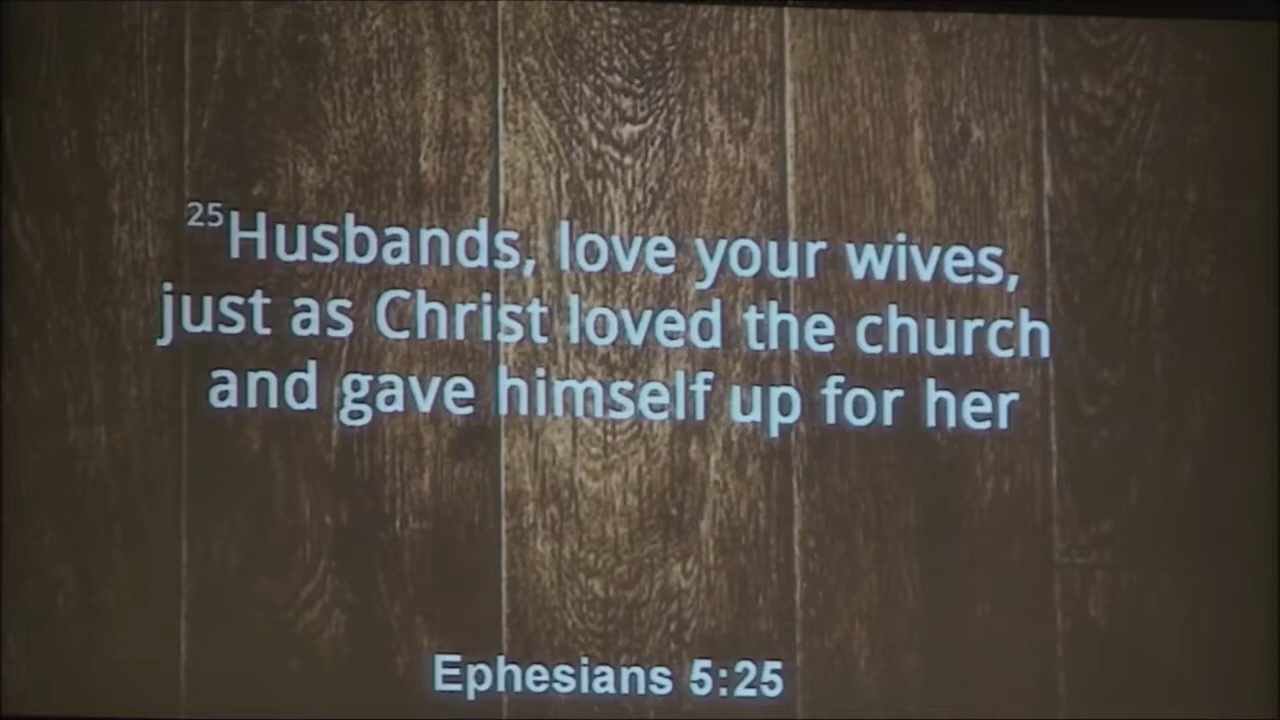 25Husbands, love your wives,
just as Christ loved the church
and gave himself up for her
Ephesians 5:25